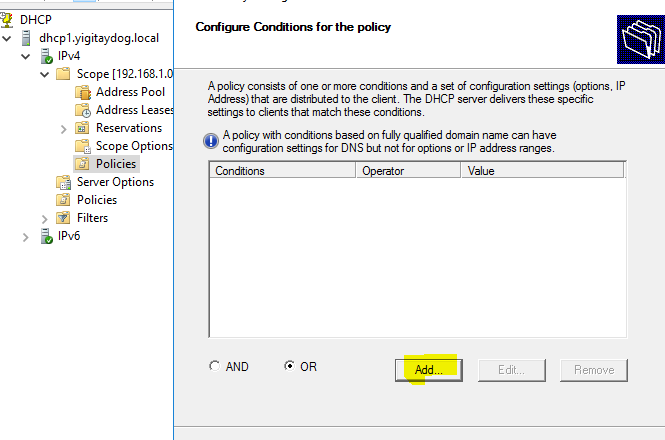 DHCP
dhcp1.yigitaydog.local
IPv4
Scope [192.168.1.0
Address Pool
Address Leases
Reservations
Scope Options
Policies
Server Options
Policies
Filters
IPv6
Configure Conditions for the policy
A policy consists of one or more conditions and a set of configuration settings (options, IP
Address) that are distributed to the client. The DHCP server delivers these specific
settings to clients that match these conditions.
A policy with conditions based on fully qualified domain name can have
configuration settings for DNS but not for options or IP address ranges.
Conditions Operator Value
AND OR Add... Edit... Remove